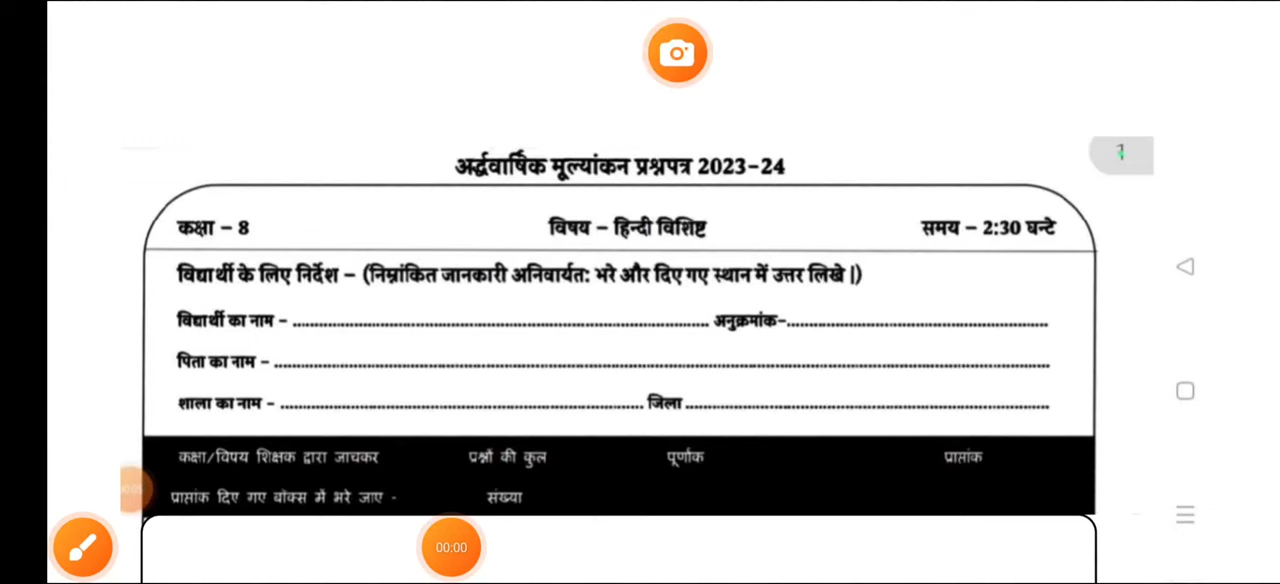 1
अर्द्धवार्षिक मूल्यांकन प्रश्नपत्र 2023-24
कक्षा – 8 विषय – हिन्दी विशिष्ट समय – 2:30 घन्टे
विद्यार्थी के लिए निर्देश – (निम्नांकित जानकारी अनिवार्यत: भरे और दिए गए स्थान में उत्तर लिखे |)
विद्यार्थी का नाम – ........................................ अनुक्रमांक-........................................
पिता का नाम – ........................................
शाला का नाम - ........................................ जिला ........................................
कक्षा/विषय शिक्षक द्वारा जाचकर प्रश्नों की कुल पूर्णांक प्राप्तांक
प्राप्तांक दिए गए बॉक्स में भरे जाए - संख्या
00:00